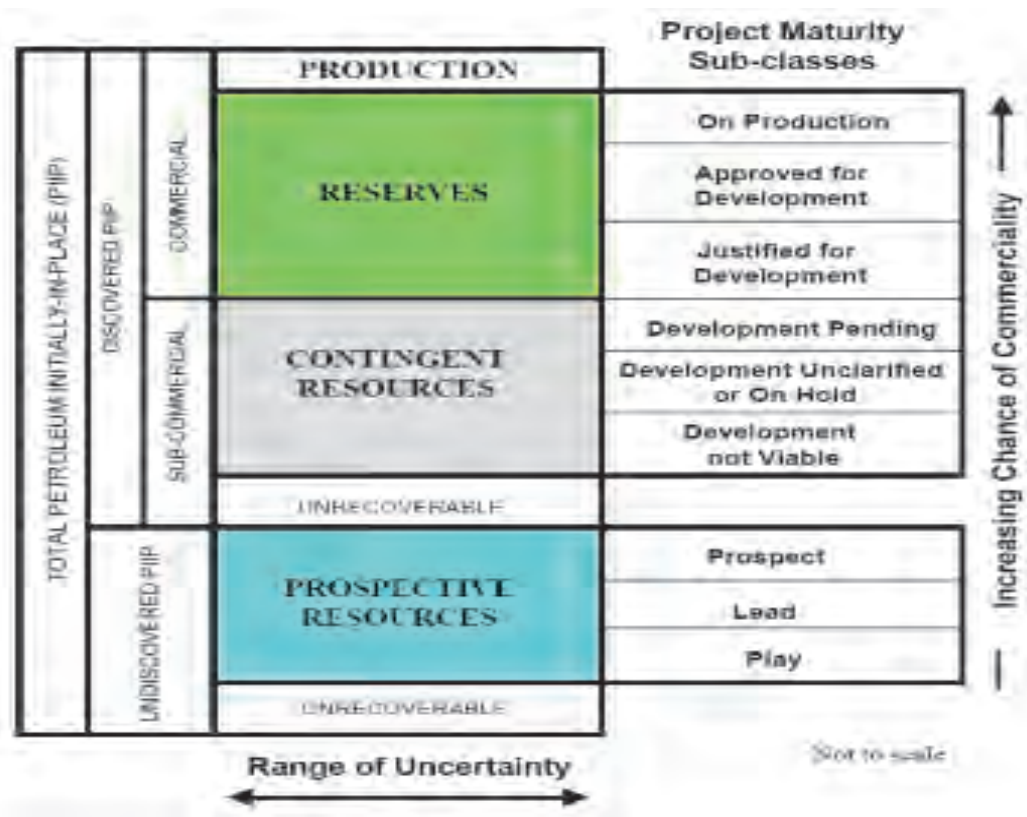 Project Maturity
Sub-classes
PRODUCTION
On Production
RESERVES
Approved for
Development
Justified for
Development
CONTINGENT
RESOURCES
Development Pending
Development Unclarified
or On Hold
Development
not Viable
UNRECOVERABLE
PROSPECTIVE
RESOURCES
Prospect
Lead
Play
UNRECOVERABLE
TOTAL PETROLEUM INITIALLY-IN-PLACE (PIIP)
DISCOVERED PIIP
UNDISCOVERED PIIP
COMMERCIAL
SUB-COMMERCIAL
Increasing Chance of Commerciality
Range of Uncertainty
Not to scale